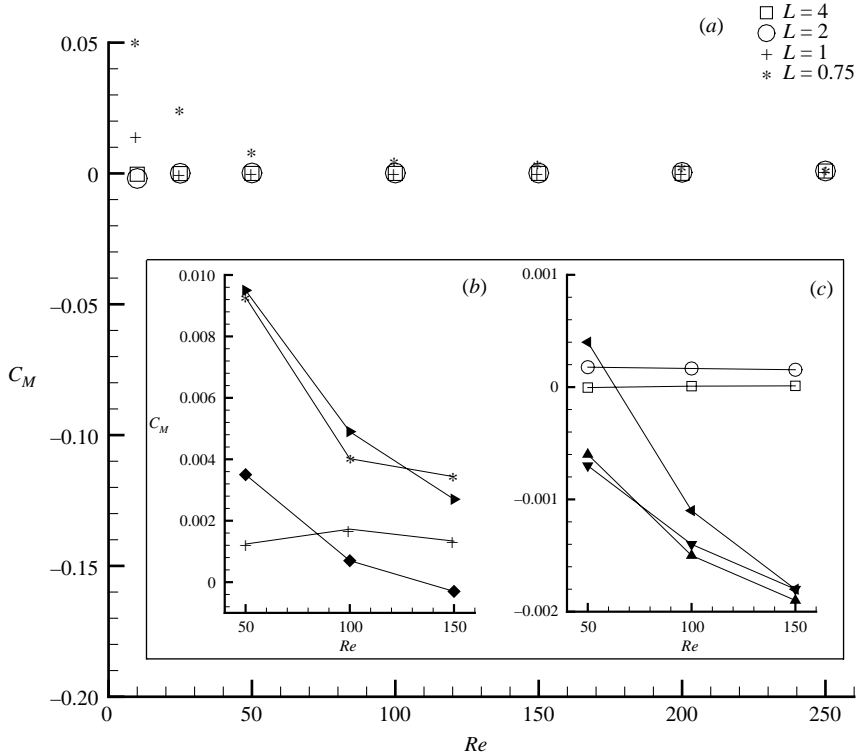 (a)
L = 4
L = 2
L = 1
L = 0.75
0.05
0
−0.05
−0.10
−0.15
−0.20
C_M
0
50
100
150
200
250
Re
(b)
0.010
0.008
0.006
0.004
0.002
0
C_M
50
100
150
Re
(c)
0.001
0
−0.001
−0.002
50
100
150
Re